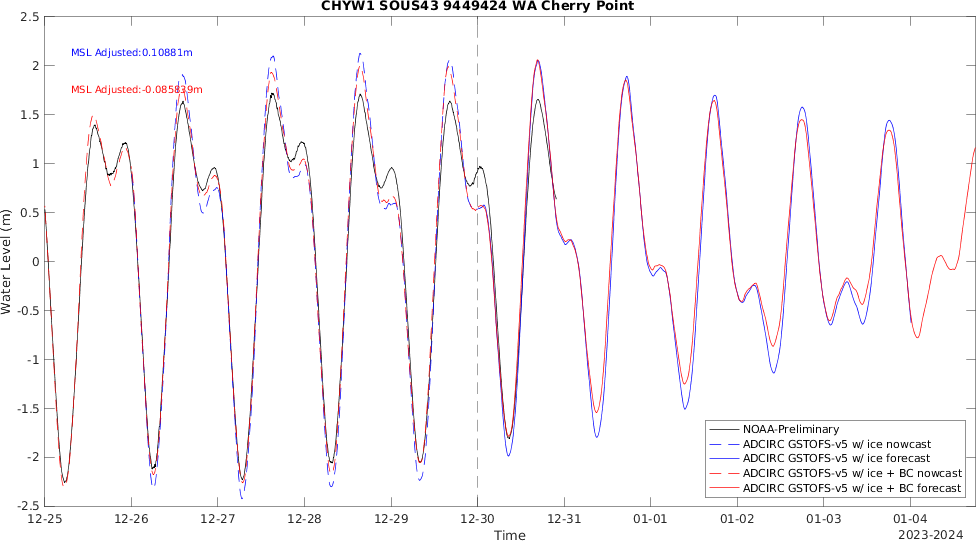 CHYW1 SOUS43 9449424 WA Cherry Point
2.5
2
1.5
1
0.5
0
-0.5
-1
-1.5
-2
-2.5
Water Level (m)
MSL Adjusted:0.10881m
MSL Adjusted:-0.085839m
NOAA-Preliminary
ADCIRC GSTOFS-v5 w/ ice nowcast
ADCIRC GSTOFS-v5 w/ ice forecast
ADCIRC GSTOFS-v5 w/ ice + BC nowcast
ADCIRC GSTOFS-v5 w/ ice + BC forecast
12-25 12-26 12-27 12-28 12-29 12-30 12-31 01-01 01-02 01-03 01-04
Time
2023-2024